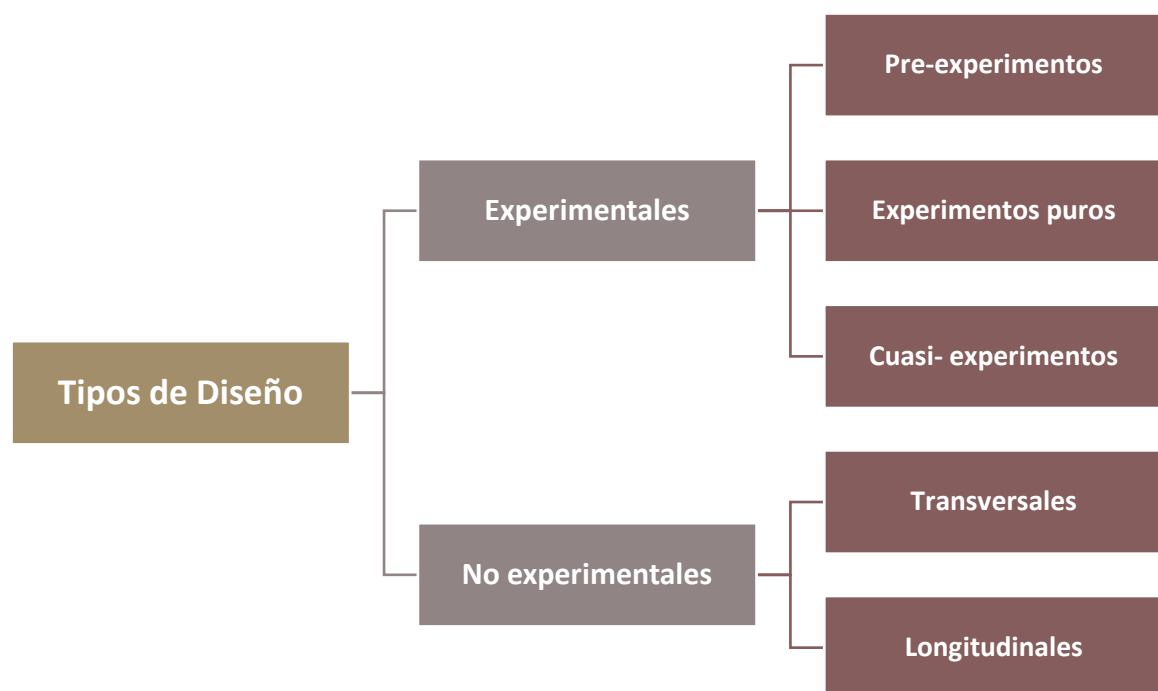 Tipos de Diseño
Experimentales
Pre-experimentos
Experimentos puros
Cuasi- experimentos
No experimentales
Transversales
Longitudinales